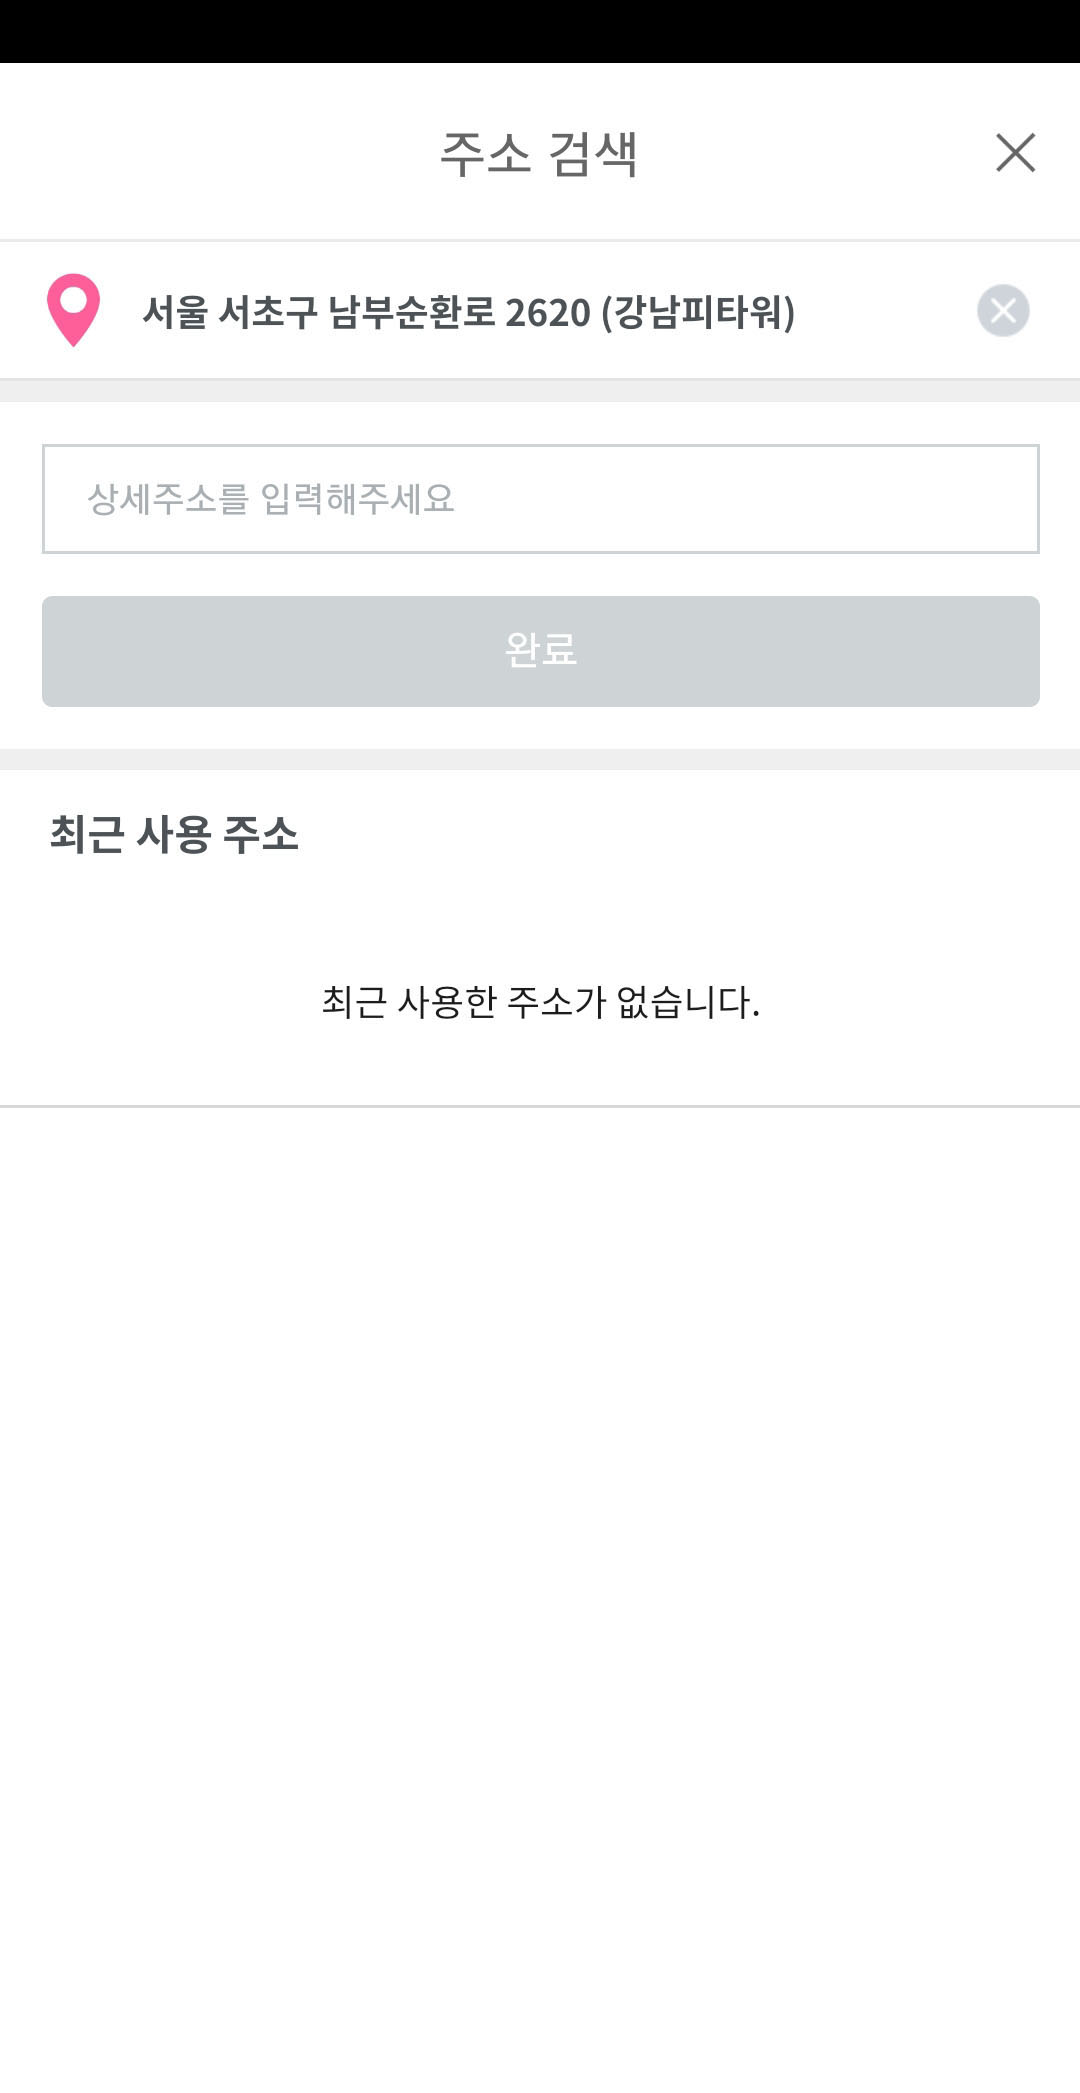 주소 검색
서울 서초구 남부순환로 2620 (강남피타워)
상세주소를 입력해주세요
완료
최근 사용 주소
최근 사용한 주소가 없습니다.